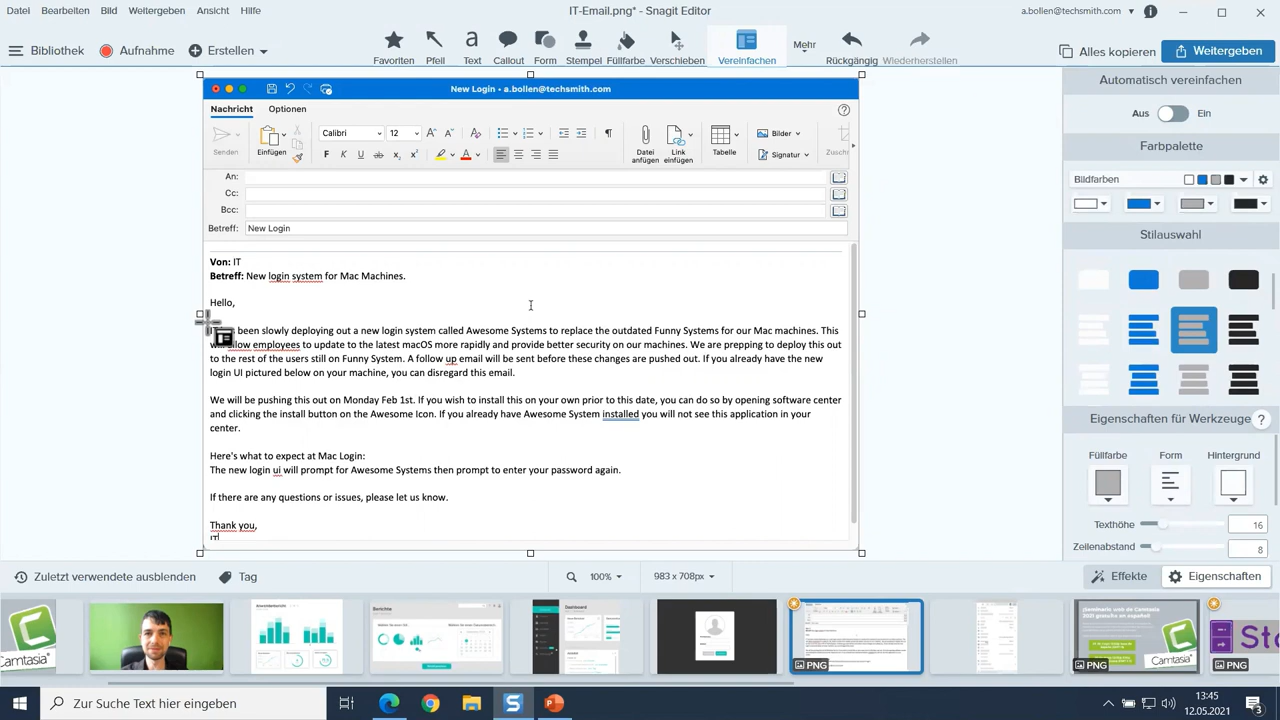 Datei Bearbeiten Bild Weitergeben Ansicht Hilfe
IT-Email.png* - Snagit Editor
a.bollen@techsmith.com
Bibliothek Aufnahme Erstellen
Favoriten Pfeil Text Callout Form Stempel Füllfarbe Verschieben Vereinfachen Mehr Rückgängig Wiederherstellen
Alles kopieren Weitergeben
New Login • a.bollen@techsmith.com
Nachricht Optionen
Senden Einfügen Calibri 12 Datei anfügen Link einfügen Tabelle Bilder Signatur
An:
Cc:
Bcc:
Betreff: New Login
Von: IT
Betreff: New login system for Mac Machines.
Hello,
been slowly deploying out a new login system called Awesome Systems to replace the outdated Funny Systems for our Mac machines. This
employees to update to the latest macOS more rapidly and provide better security on our machines. We are prepping to deploy this out
to the rest of the users still on Funny System. A follow up email will be sent before these changes are pushed out. If you already have the new
login UI pictured below on your machine, you can disregard this email.
We will be pushing this out on Monday Feb 1st. If you wish to install this on your own prior to this date, you can do so by opening software center
and clicking the install button on the Awesome Icon. If you already have Awesome System installed you will not see this application in your
center.
Here's what to expect at Mac Login:
The new login ui will prompt for Awesome Systems then prompt to enter your password again.
If there are any questions or issues, please let us know.
Thank you,
IT
Automatisch vereinfachen
Aus Ein
Farbpalette
Bildfarben
Stilauswahl
Eigenschaften für Werkzeuge ?
Füllfarbe Form Hintergrund
Texthöhe 16
Zeilenabstand 8
Zuletzt verwendete ausblenden Tag
100% 983 x 708px
Effekte Eigenschaften
Camtasia
Berichte
Dashboard
PNG
PNG
Camtasia
PNG
Zur Suche Text hier eingeben
13:45
12.05.2021
3